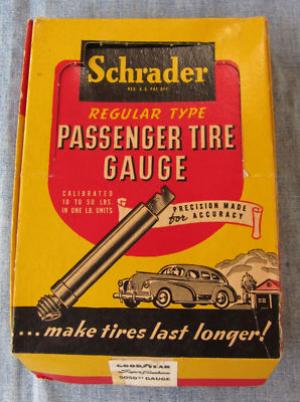 Schrader
REG. U.S. PAT. OFF.
REGULAR TYPE
PASSENGER TIRE
GAUGE
CALIBRATED
10 TO 50 LBS.
IN ONE LB. UNITS
PRECISION MADE
for ACCURACY
...make tires last longer!
GOODYEAR
GAUGE